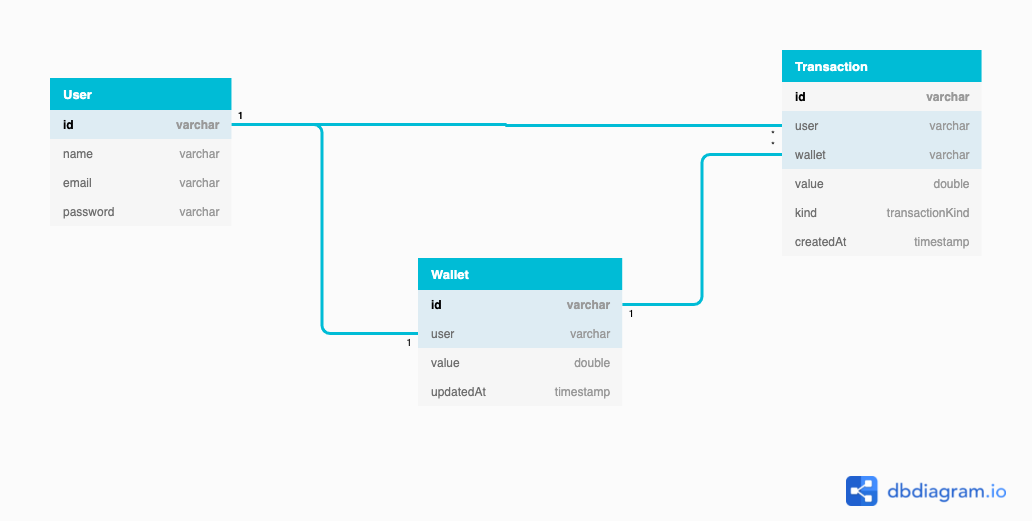 User
id varchar
name varchar
email varchar
password varchar
1
Transaction
id varchar
user varchar
wallet varchar
value double
kind transactionKind
createdAt timestamp
*
*
Wallet
id varchar
user varchar
value double
updatedAt timestamp
1
1
dbdiagram.io